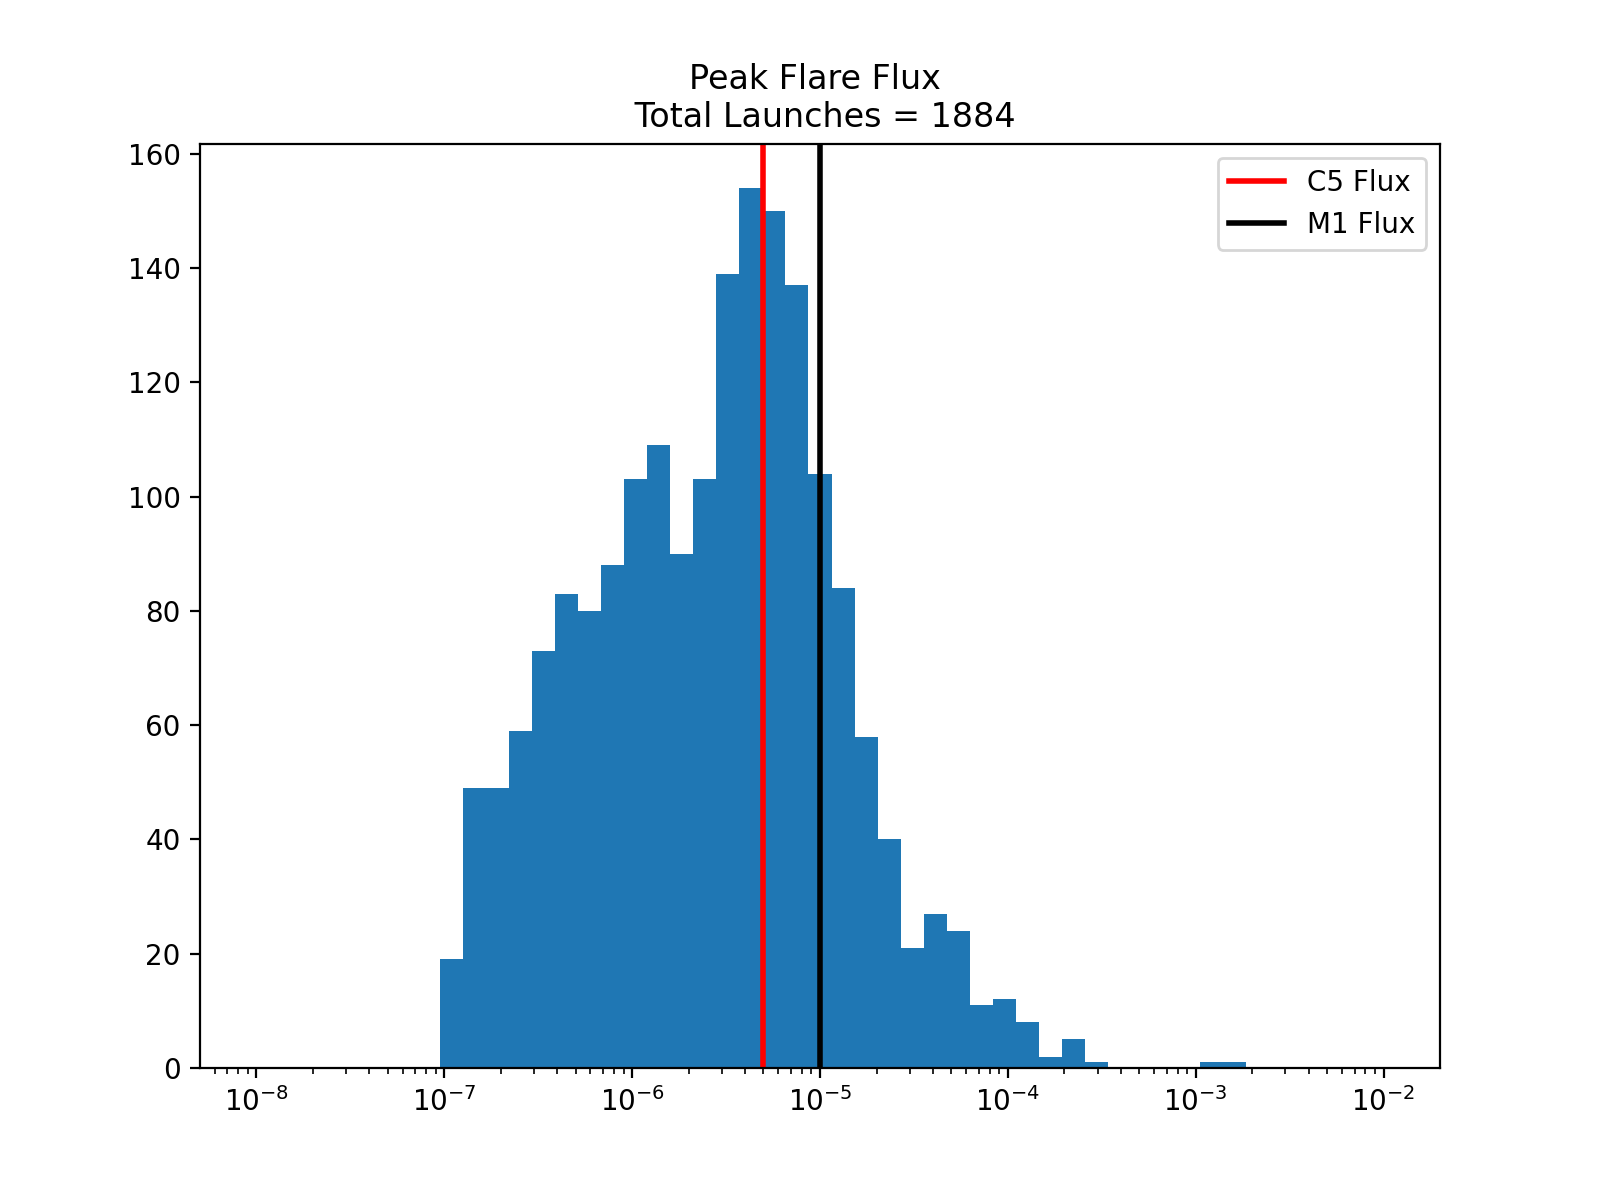 Peak Flare Flux
Total Launches = 1884
C5 Flux
M1 Flux
160
140
120
100
80
60
40
20
0
10⁻⁸ 10⁻⁷ 10⁻⁶ 10⁻⁵ 10⁻⁴ 10⁻³ 10⁻²